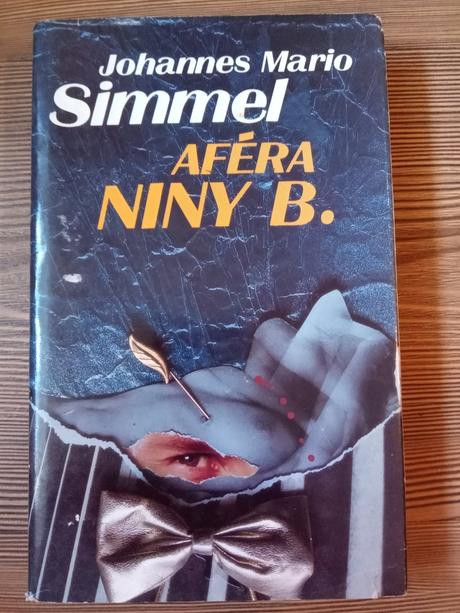 Johannes Mario
Simmel
AFÉRA
NINY B.